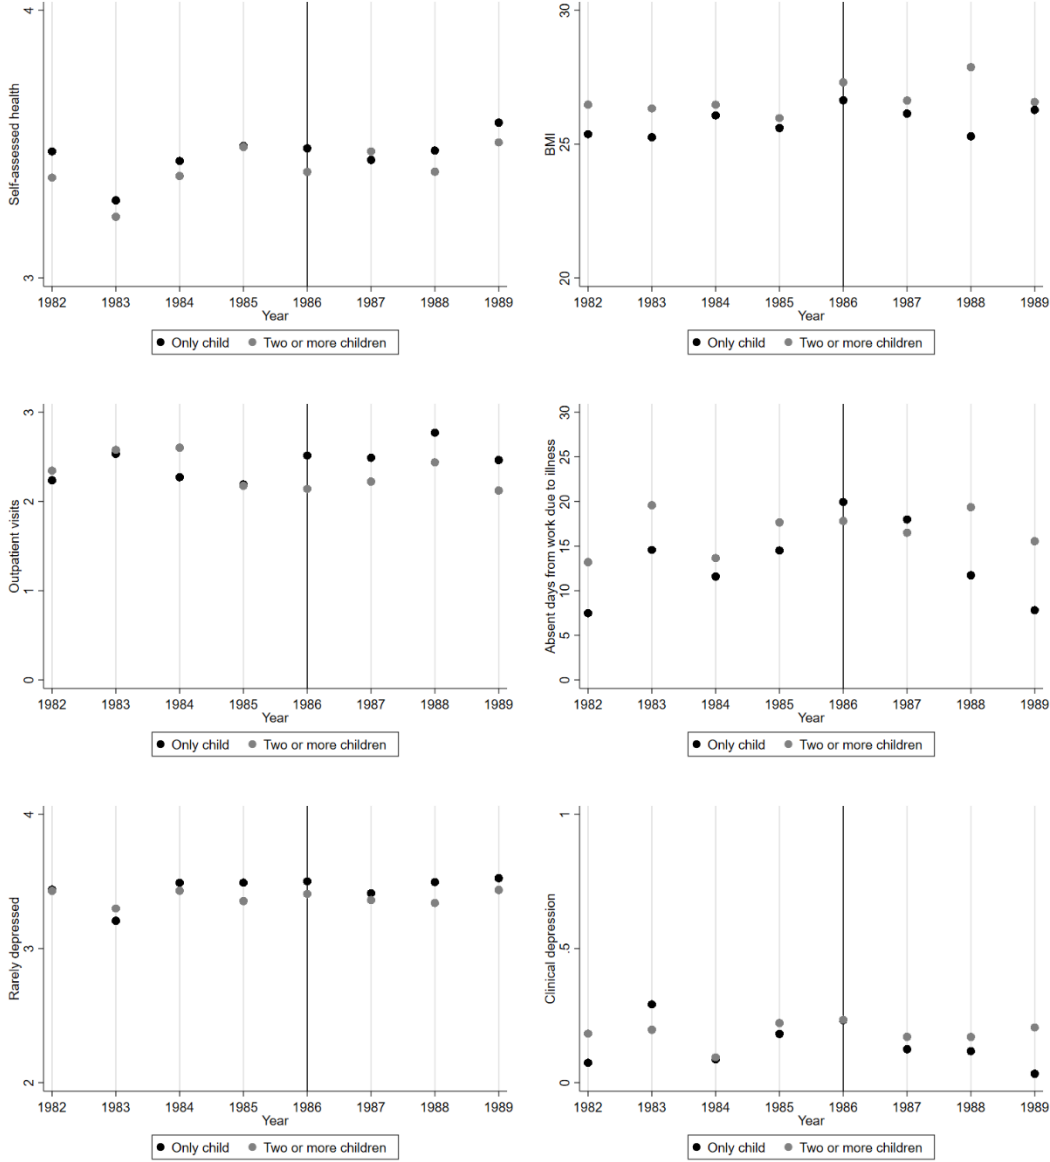 Self-assessed health
4
3
1982 1983 1984 1985 1986 1987 1988 1989
Year
Only child Two or more children
BMI
30
25
20
1982 1983 1984 1985 1986 1987 1988 1989
Year
Only child Two or more children
Outpatient visits
3
2
1
0
1982 1983 1984 1985 1986 1987 1988 1989
Year
Only child Two or more children
Absent days from work due to illness
30
25
20
15
10
5
0
1982 1983 1984 1985 1986 1987 1988 1989
Year
Only child Two or more children
Rarely depressed
4
3
2
1982 1983 1984 1985 1986 1987 1988 1989
Year
Only child Two or more children
Clinical depression
1
.5
0
1982 1983 1984 1985 1986 1987 1988 1989
Year
Only child Two or more children